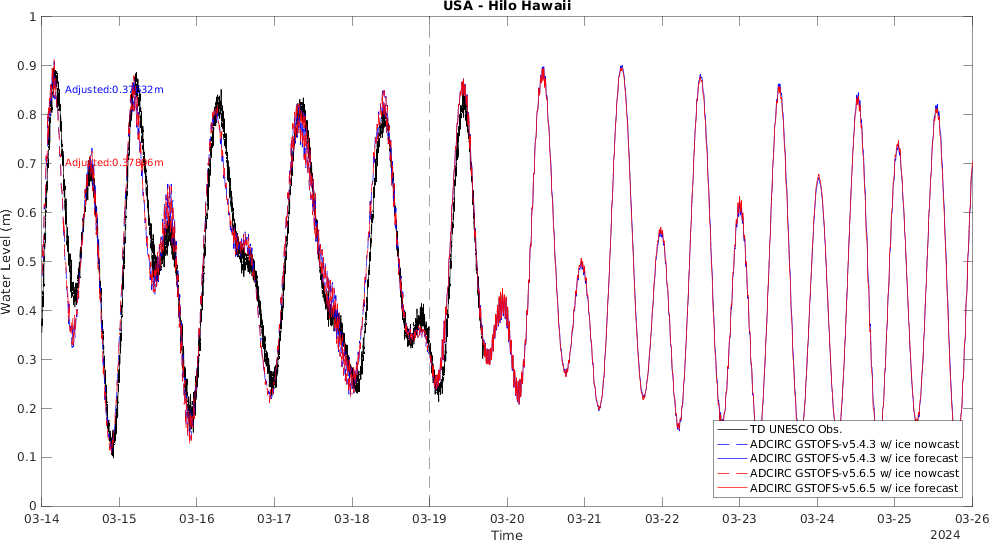 USA - Hilo Hawaii
Water Level (m)
1
0.9
0.8
0.7
0.6
0.5
0.4
0.3
0.2
0.1
0
Adjusted:0.37632m
TD UNESCO Obs.
ADCIRC GSTOFS-v5.4.3 w/ ice nowcast
ADCIRC GSTOFS-v5.4.3 w/ ice forecast
ADCIRC GSTOFS-v5.6.5 w/ ice nowcast
ADCIRC GSTOFS-v5.6.5 w/ ice forecast
03-14 03-15 03-16 03-17 03-18 03-19 03-20 03-21 03-22 03-23 03-24 03-25 03-26
Time
2024